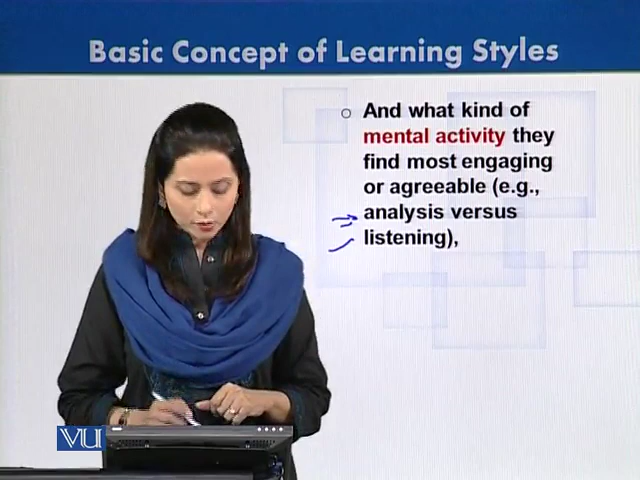 Basic Concept of Learning Styles
And what kind of
mental activity they
find most engaging
or agreeable (e.g.,
analysis versus
listening),
VU